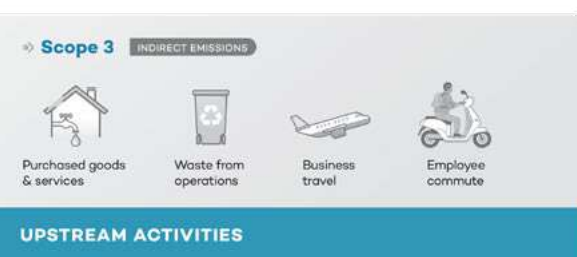 Scope 3 INDIRECT EMISSIONS
Purchased goods
& services
Waste from
operations
Business
travel
Employee
commute
UPSTREAM ACTIVITIES